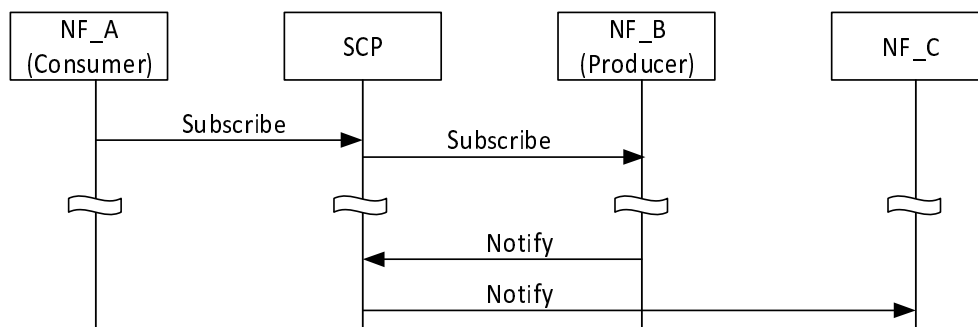 NF_A
(Consumer)
SCP
NF_B
(Producer)
NF_C
Subscribe
Subscribe
Notify
Notify